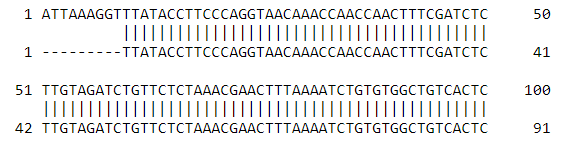 1 ATTAAAGGTTTATACCTTCCCAGGTAACAAACCAACCAACTTTCGATCTC 50
|||||||||||||||||||||||||||||||||||||||||
1 ---------TTATACCTTCCCAGGTAACAAACCAACCAACTTTCGATCTC 41
51 TTGTAGATCTGTTCTCTAAACGAACTTTAAAATCTGTGTGGCTGTCACTC 100
||||||||||||||||||||||||||||||||||||||||||||||||||
42 TTGTAGATCTGTTCTCTAAACGAACTTTAAAATCTGTGTGGCTGTCACTC 91